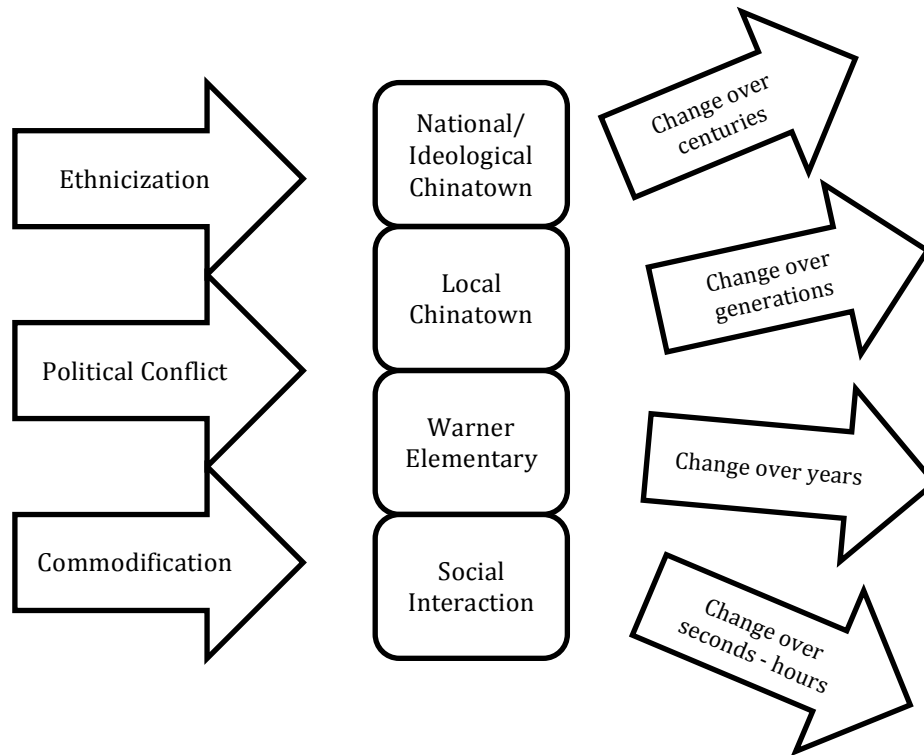 Ethnicization
Political Conflict
Commodification
National/
Ideological
Chinatown
Local
Chinatown
Warner
Elementary
Social
Interaction
Change over
centuries
Change over
generations
Change over years
Change over
seconds - hours